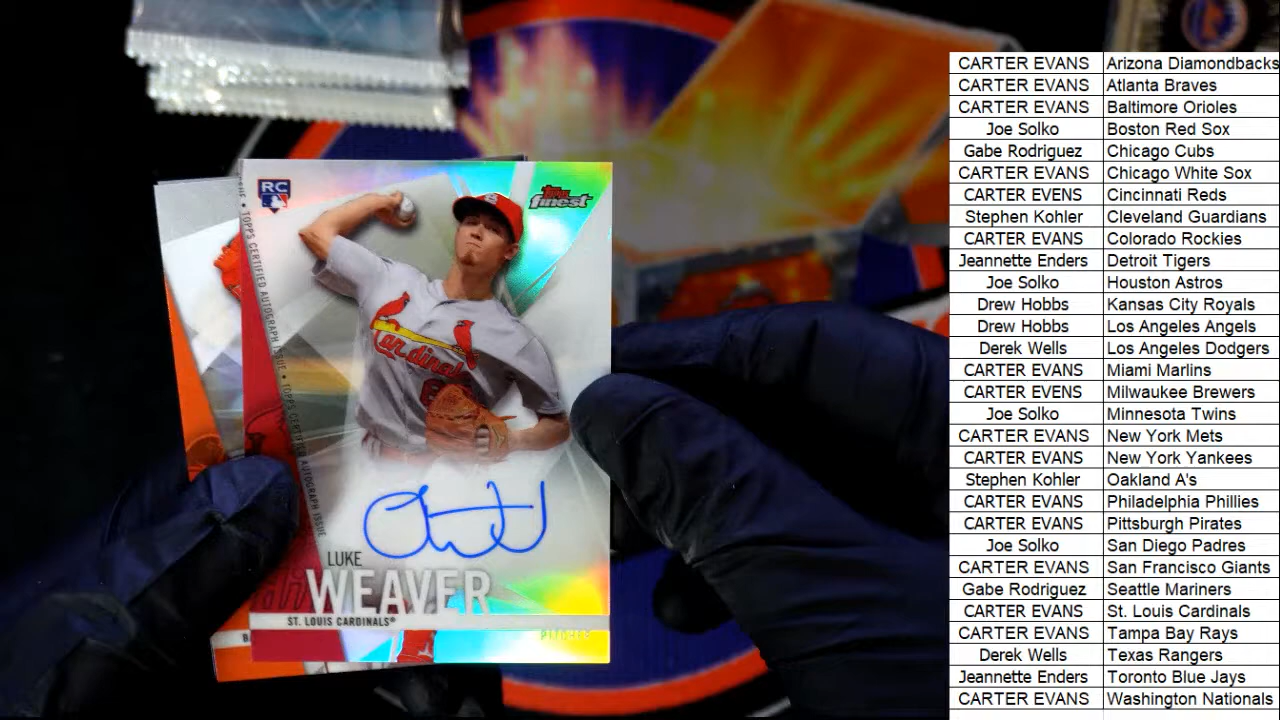 RC
Topps
finest
TOPPS CERTIFIED AUTOGRAPH ISSUE • TOPPS CERTIFIED AUTOGRAPH ISSUE
Cardinals
LUKE
WEAVER
ST. LOUIS CARDINALS®
PITCHER
CARTER EVANS Arizona Diamondbacks
CARTER EVANS Atlanta Braves
CARTER EVANS Baltimore Orioles
Joe Solko Boston Red Sox
Gabe Rodriguez Chicago Cubs
CARTER EVANS Chicago White Sox
CARTER EVENS Cincinnati Reds
Stephen Kohler Cleveland Guardians
CARTER EVANS Colorado Rockies
Jeannette Enders Detroit Tigers
Joe Solko Houston Astros
Drew Hobbs Kansas City Royals
Drew Hobbs Los Angeles Angels
Derek Wells Los Angeles Dodgers
CARTER EVANS Miami Marlins
CARTER EVENS Milwaukee Brewers
Joe Solko Minnesota Twins
CARTER EVANS New York Mets
CARTER EVANS New York Yankees
Stephen Kohler Oakland A's
CARTER EVANS Philadelphia Phillies
CARTER EVANS Pittsburgh Pirates
Joe Solko San Diego Padres
CARTER EVANS San Francisco Giants
Gabe Rodriguez Seattle Mariners
CARTER EVANS St. Louis Cardinals
CARTER EVANS Tampa Bay Rays
Derek Wells Texas Rangers
Jeannette Enders Toronto Blue Jays
CARTER EVANS Washington Nationals